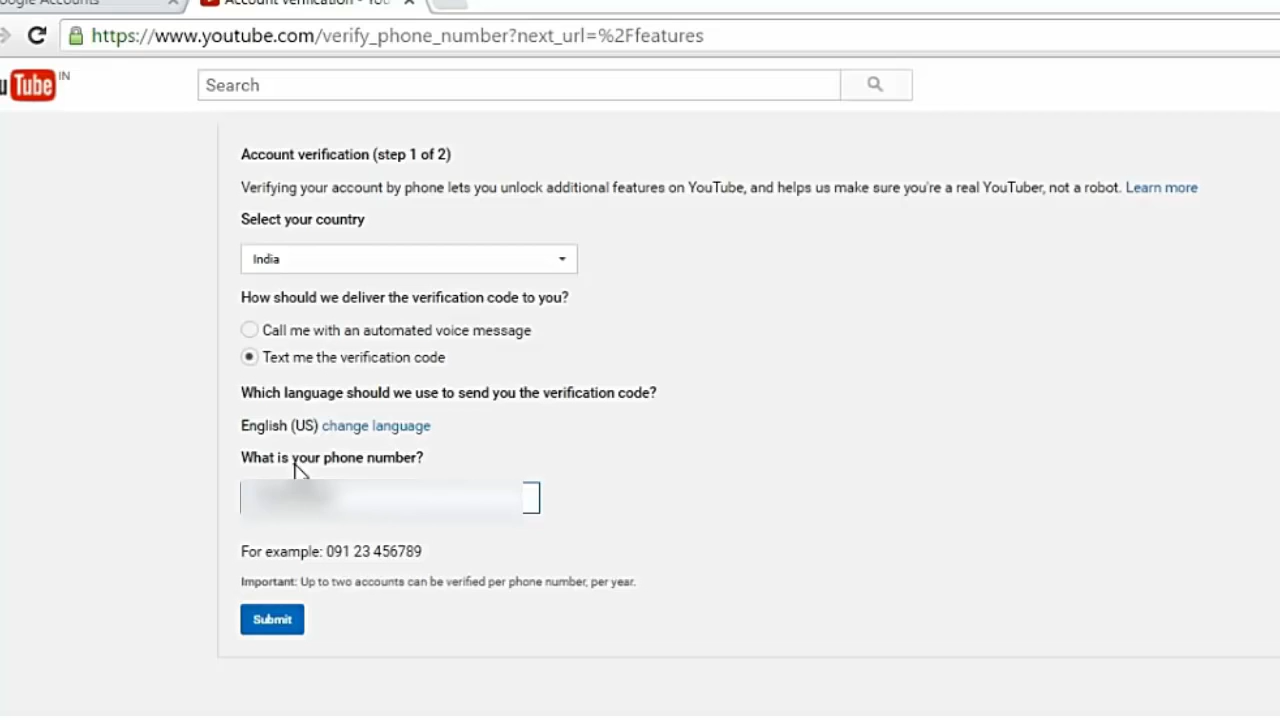 oogle Accounts
Account verification - You
https://www.youtube.com/verify_phone_number?next_url=%2Ffeatures
u Tube IN
Search
Account verification (step 1 of 2)
Verifying your account by phone lets you unlock additional features on YouTube, and helps us make sure you're a real YouTuber, not a robot. Learn more
Select your country
India
How should we deliver the verification code to you?
Call me with an automated voice message
Text me the verification code
Which language should we use to send you the verification code?
English (US) change language
What is your phone number?
For example: 091 23 456789
Important: Up to two accounts can be verified per phone number, per year.
Submit